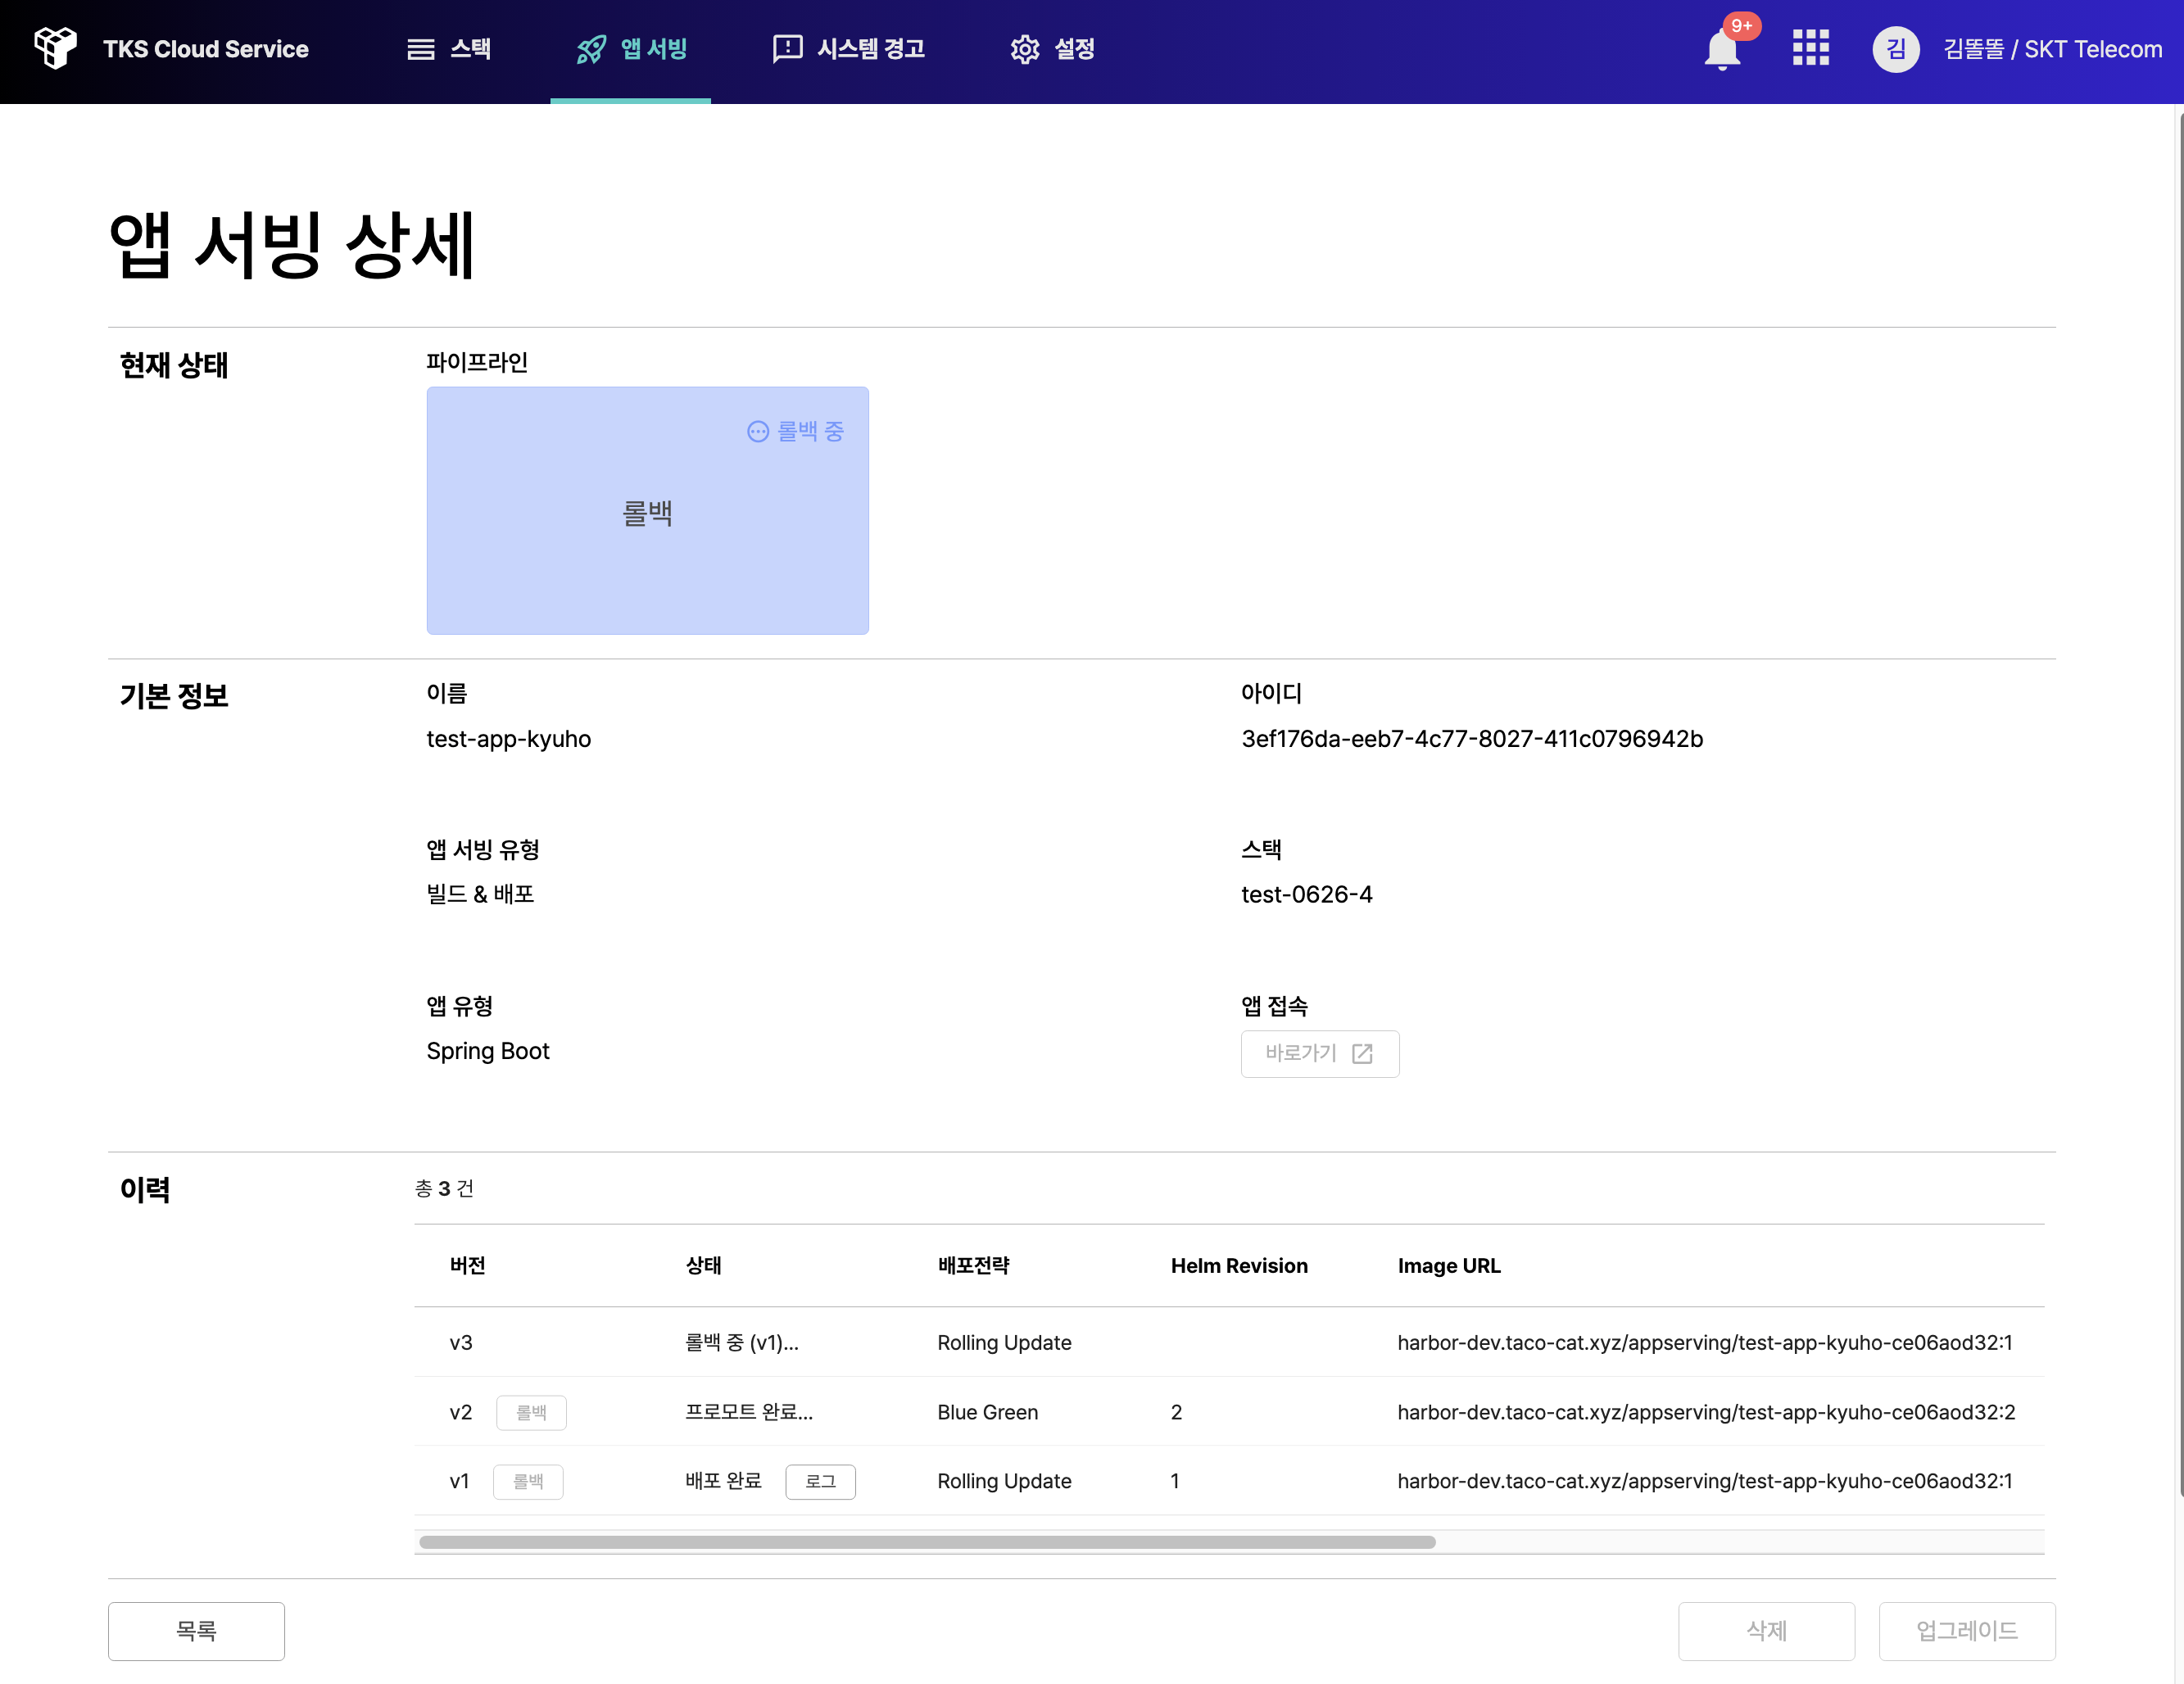 TKS Cloud Service
스택
앱 서빙
시스템 경고
설정
9+
김
김똘똘 / SKT Telecom
앱 서빙 상세
현재 상태
파이프라인
롤백 중
롤백
기본 정보
이름
아이디
test-app-kyuho
3ef176da-eeb7-4c77-8027-411c0796942b
앱 서빙 유형
스택
빌드 & 배포
test-0626-4
앱 유형
앱 접속
Spring Boot
바로가기
이력
총 3 건
버전 상태 배포전략 Helm Revision Image URL
v3 롤백 중 (v1)... Rolling Update harbor-dev.taco-cat.xyz/appserving/test-app-kyuho-ce06aod32:1
v2 롤백 프로모트 완료... Blue Green 2 harbor-dev.taco-cat.xyz/appserving/test-app-kyuho-ce06aod32:2
v1 롤백 배포 완료 로그 Rolling Update 1 harbor-dev.taco-cat.xyz/appserving/test-app-kyuho-ce06aod32:1
목록
삭제
업그레이드